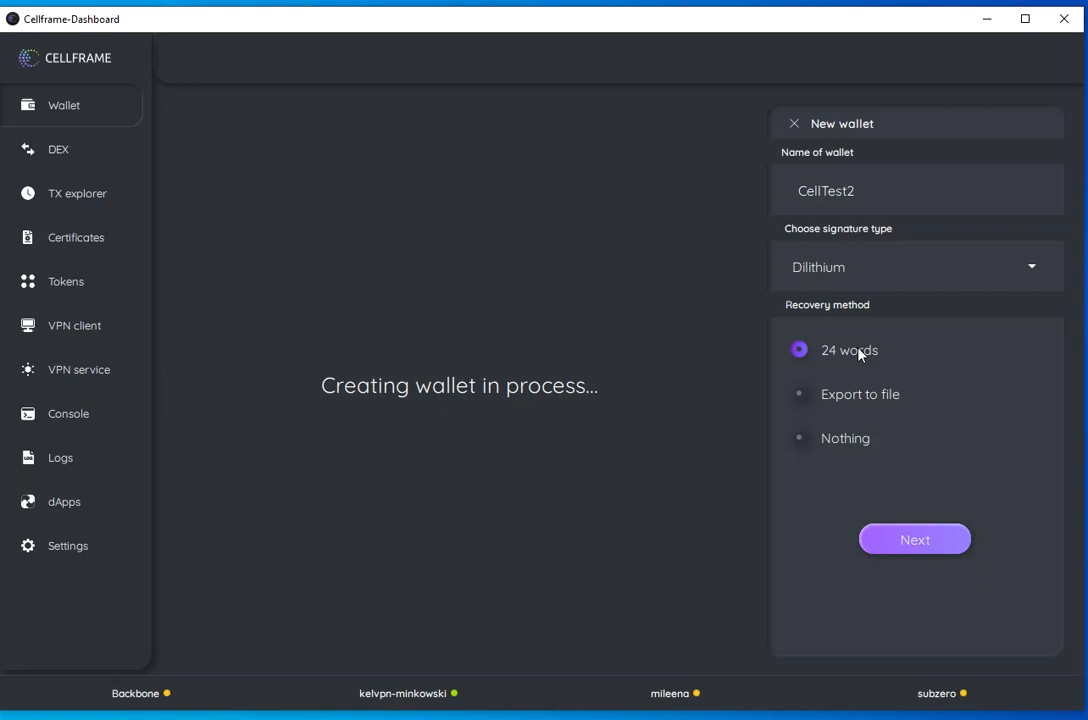 Cellframe-Dashboard
CELLFRAME
Wallet
DEX
TX explorer
Certificates
Tokens
VPN client
VPN service
Console
Logs
dApps
Settings
Creating wallet in process...
New wallet
Name of wallet
CellTest2
Choose signature type
Dilithium
Recovery method
24 words
Export to file
Nothing
Next
Backbone
kelvpn-minkowski
mileena
subzero